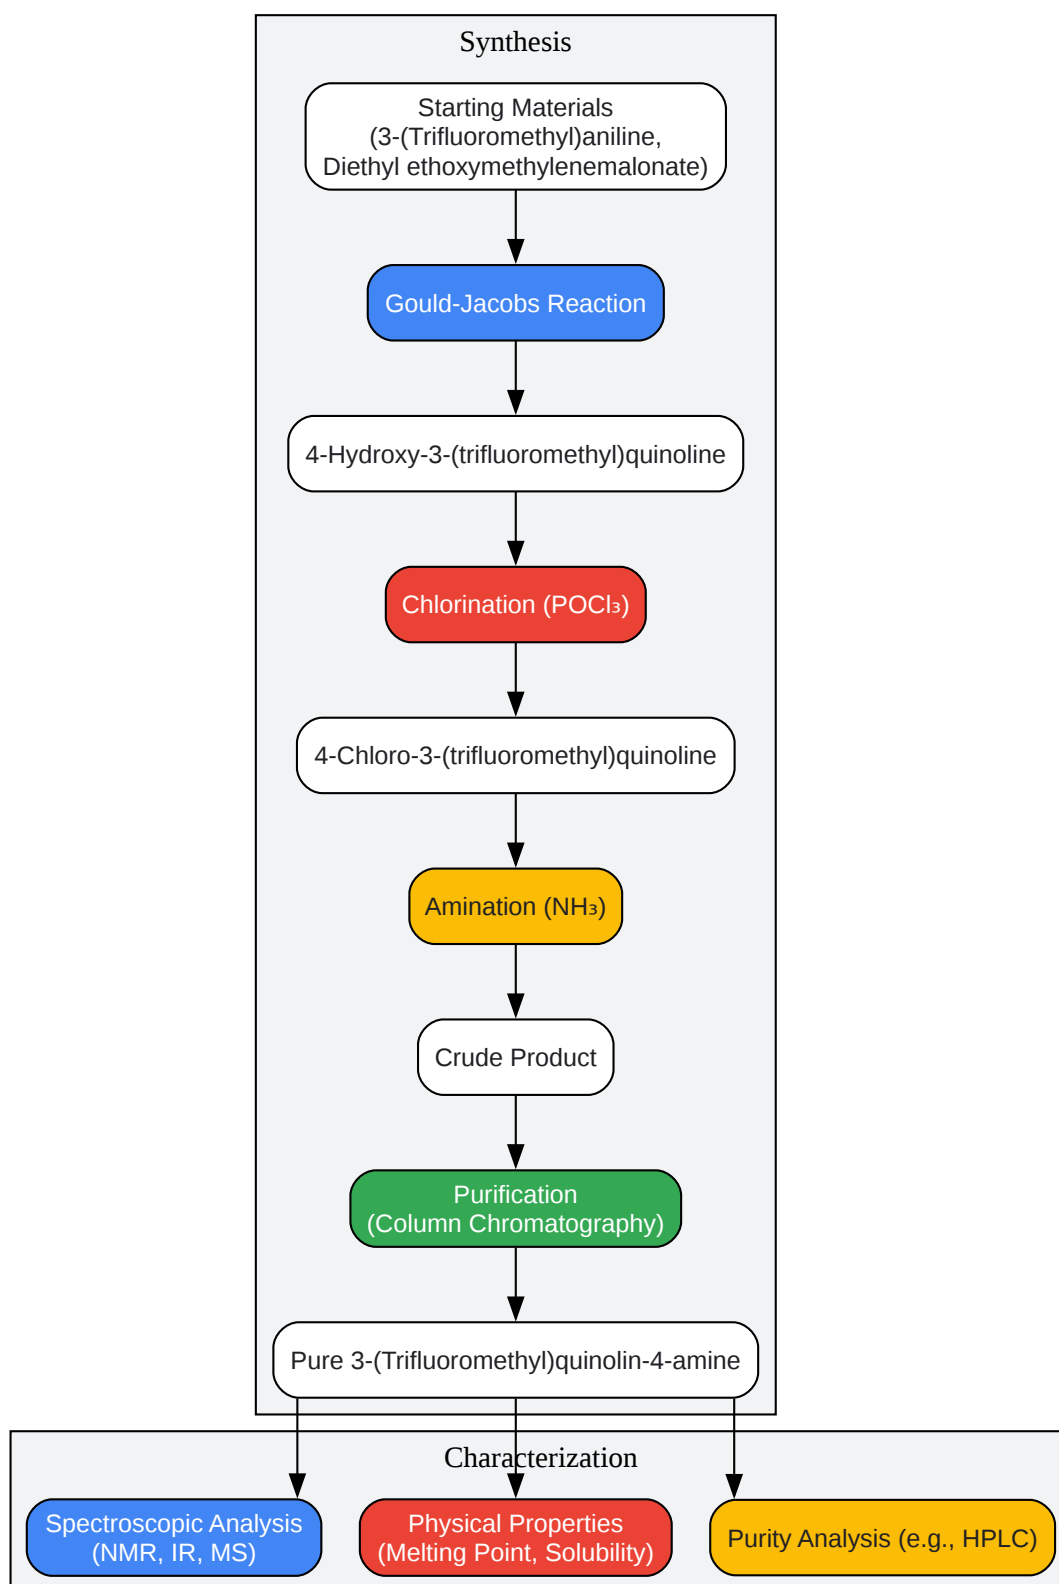 Synthesis
Starting Materials
(3-(Trifluoromethyl)aniline,
Diethyl ethoxymethylenemalonate)
Gould-Jacobs Reaction
4-Hydroxy-3-(trifluoromethyl)quinoline
Chlorination (POCl₃)
4-Chloro-3-(trifluoromethyl)quinoline
Amination (NH₃)
Crude Product
Purification
(Column Chromatography)
Pure 3-(Trifluoromethyl)quinolin-4-amine
Characterization
Spectroscopic Analysis
(NMR, IR, MS)
Physical Properties
(Melting Point, Solubility)
Purity Analysis (e.g., HPLC)